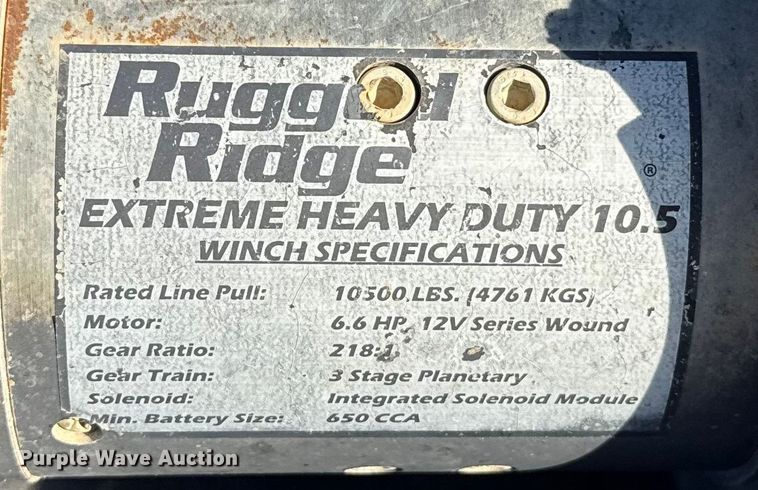 Rugged
Ridge ®
EXTREME HEAVY DUTY 10.5
WINCH SPECIFICATIONS
Rated Line Pull: 10500 LBS. (4761 KGS)
Motor: 6.6 HP, 12V Series Wound
Gear Ratio: 218:1
Gear Train: 3 Stage Planetary
Solenoid: Integrated Solenoid Module
Min. Battery Size: 650 CCA
Purple Wave Auction